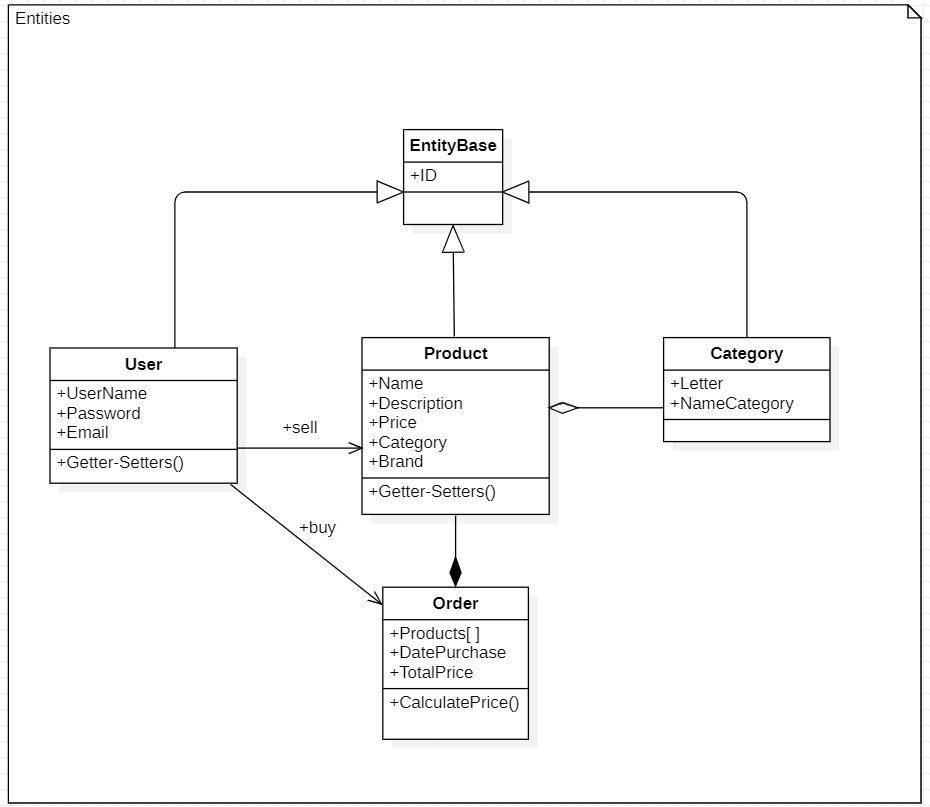 Entities
EntityBase
+ID
User
+UserName
+Password
+Email
+Getter-Setters()
+sell
Product
+Name
+Description
+Price
+Category
+Brand
+Getter-Setters()
Category
+Letter
+NameCategory
+buy
Order
+Products[ ]
+DatePurchase
+TotalPrice
+CalculatePrice()